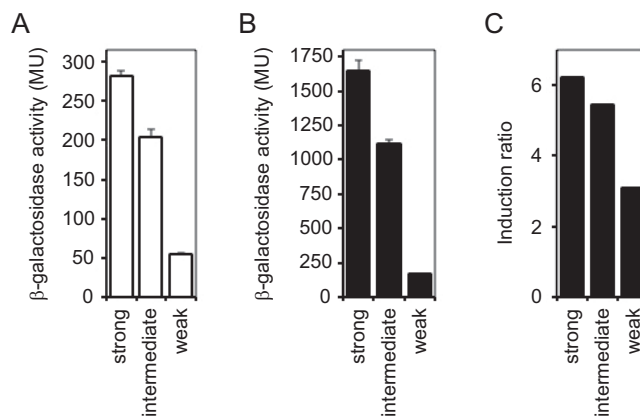 A
β-galactosidase activity (MU)
300
250
200
150
100
50
0
strong
intermediate
weak
B
β-galactosidase activity (MU)
1750
1500
1250
1000
750
500
250
0
strong
intermediate
weak
C
Induction ratio
6
4
2
0
strong
intermediate
weak